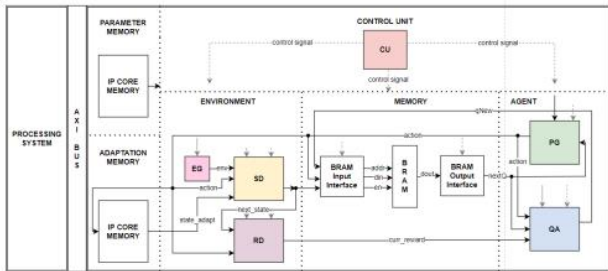 PARAMETER
MEMORY
CONTROL UNIT
control signal
CU
control signal
control signal
IP CORE
MEMORY
PROCESSING
SYSTEM
A
X
I
B
U
S
ENVIRONMENT
MEMORY
AGENT
qNew
action
PG
ADAPTATION
MEMORY
EG
env
SD
action
BRAM
Input
Interface
addr
din
en
B
R
A
M
dout
BRAM
Output
Interface
nextQ
action
IP CORE
MEMORY
state_adapt
next_state
RD
curr_reward
QA